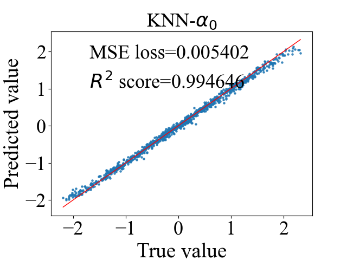 KNN-α₀
MSE loss=0.005402
R² score=0.994646
Predicted value
2
1
0
−1
−2
−2 −1 0 1 2
True value